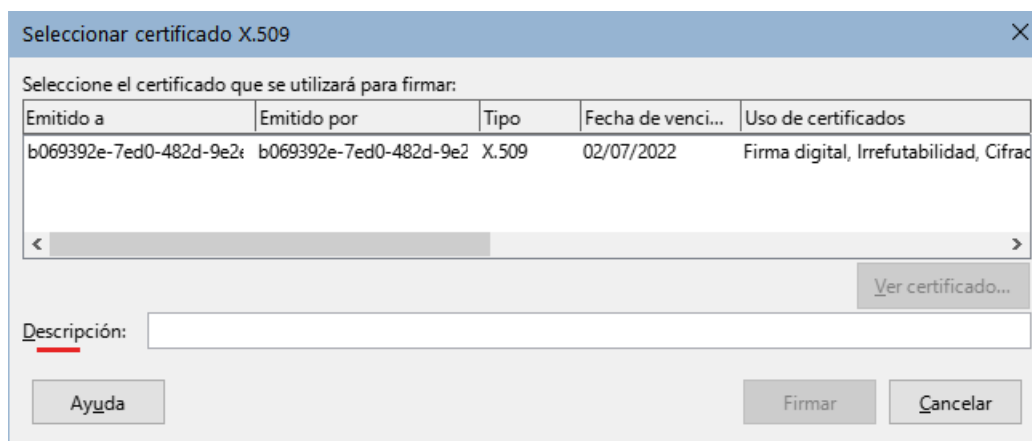 Seleccionar certificado X.509
Seleccione el certificado que se utilizará para firmar:
Emitido a Emitido por Tipo Fecha de venci... Uso de certificados
b069392e-7ed0-482d-9e2e b069392e-7ed0-482d-9e2 X.509 02/07/2022 Firma digital, Irrefutabilidad, Cifrad
Ver certificado...
Descripción:
Ayuda Firmar Cancelar